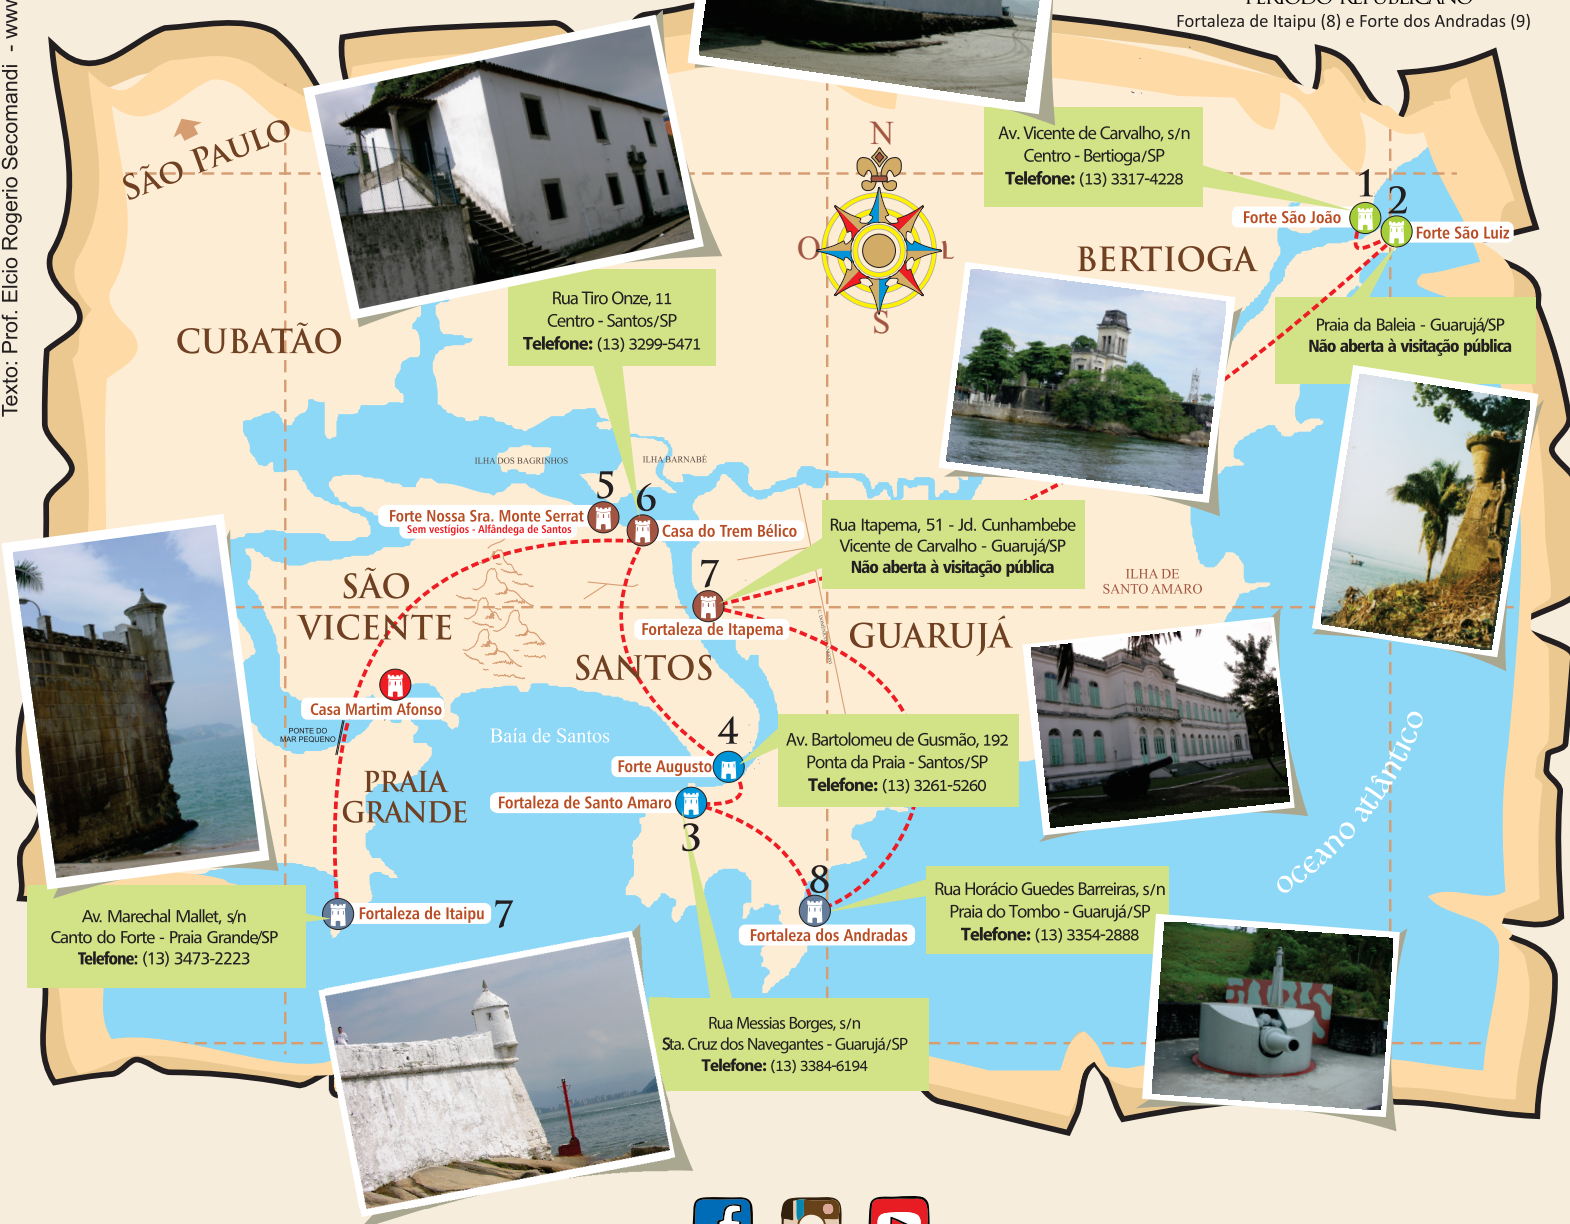 PERÍODO REPUBLICANO
Fortaleza de Itaipu (8) e Forte dos Andradas (9)
Texto: Prof. Elcio Rogerio Secomandi - www
SÃO PAULO
N
O
L
S
Av. Vicente de Carvalho, s/n
Centro - Bertioga/SP
Telefone: (13) 3317-4228
1
2
Forte São João
Forte São Luiz
BERTIOGA
Praia da Baleia - Guarujá/SP
Não aberta à visitação pública
CUBATÃO
Rua Tiro Onze, 11
Centro - Santos/SP
Telefone: (13) 3299-5471
ILHA DOS BAGRINHOS
ILHA BARNABÉ
5
6
Forte Nossa Sra. Monte Serrat
Sem vestígios - Alfândega de Santos
Casa do Trem Bélico
Rua Itapema, 51 - Jd. Cunhambebe
Vicente de Carvalho - Guarujá/SP
Não aberta à visitação pública
7
Fortaleza de Itapema
SÃO
VICENTE
ILHA DE
SANTO AMARO
GUARUJÁ
SANTOS
Casa Martim Afonso
PONTE DO
MAR PEQUENO
Baía de Santos
4
Forte Augusto
Av. Bartolomeu de Gusmão, 192
Ponta da Praia - Santos/SP
Telefone: (13) 3261-5260
PRAIA
GRANDE
Fortaleza de Santo Amaro
3
oceano atlântico
8
Fortaleza dos Andradas
Rua Horácio Guedes Barreiras, s/n
Praia do Tombo - Guarujá/SP
Telefone: (13) 3354-2888
Av. Marechal Mallet, s/n
Canto do Forte - Praia Grande/SP
Telefone: (13) 3473-2223
Fortaleza de Itaipu
7
Rua Messias Borges, s/n
Sta. Cruz dos Navegantes - Guarujá/SP
Telefone: (13) 3384-6194